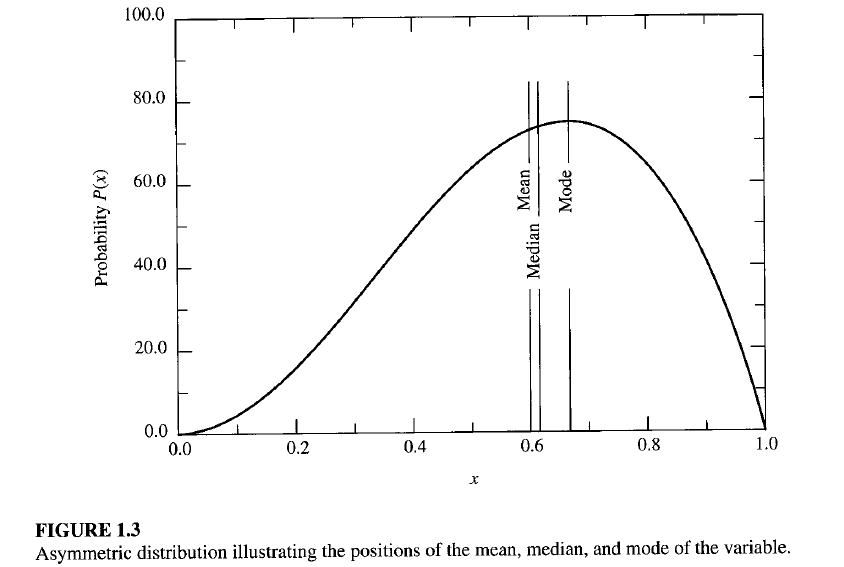 100.0
80.0
60.0
40.0
20.0
0.0
Probability P(x)
Mean
Median
Mode
0.0 0.2 0.4 0.6 0.8 1.0
x
FIGURE 1.3
Asymmetric distribution illustrating the positions of the mean, median, and mode of the variable.